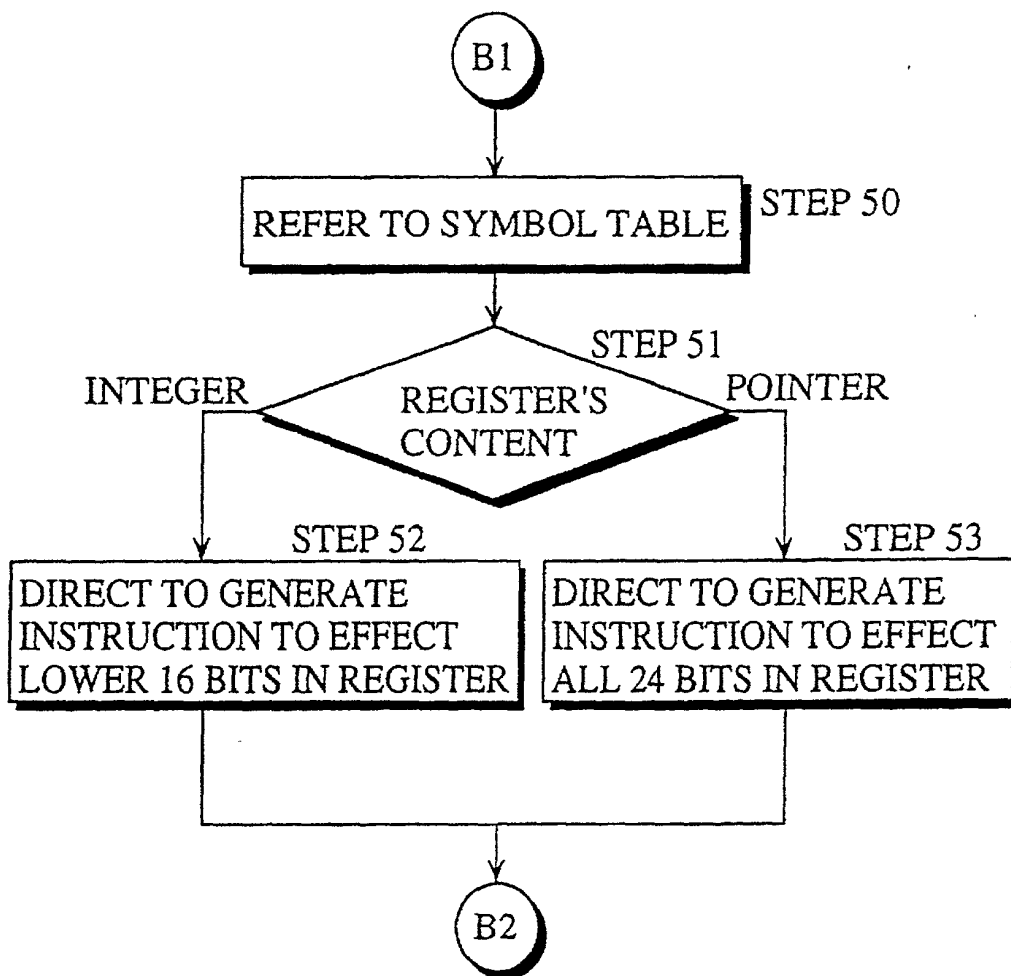 B1
REFER TO SYMBOL TABLE
STEP 50
STEP 51
INTEGER
REGISTER'S
CONTENT
POINTER
STEP 52
DIRECT TO GENERATE
INSTRUCTION TO EFFECT
LOWER 16 BITS IN REGISTER
STEP 53
DIRECT TO GENERATE
INSTRUCTION TO EFFECT
ALL 24 BITS IN REGISTER
B2